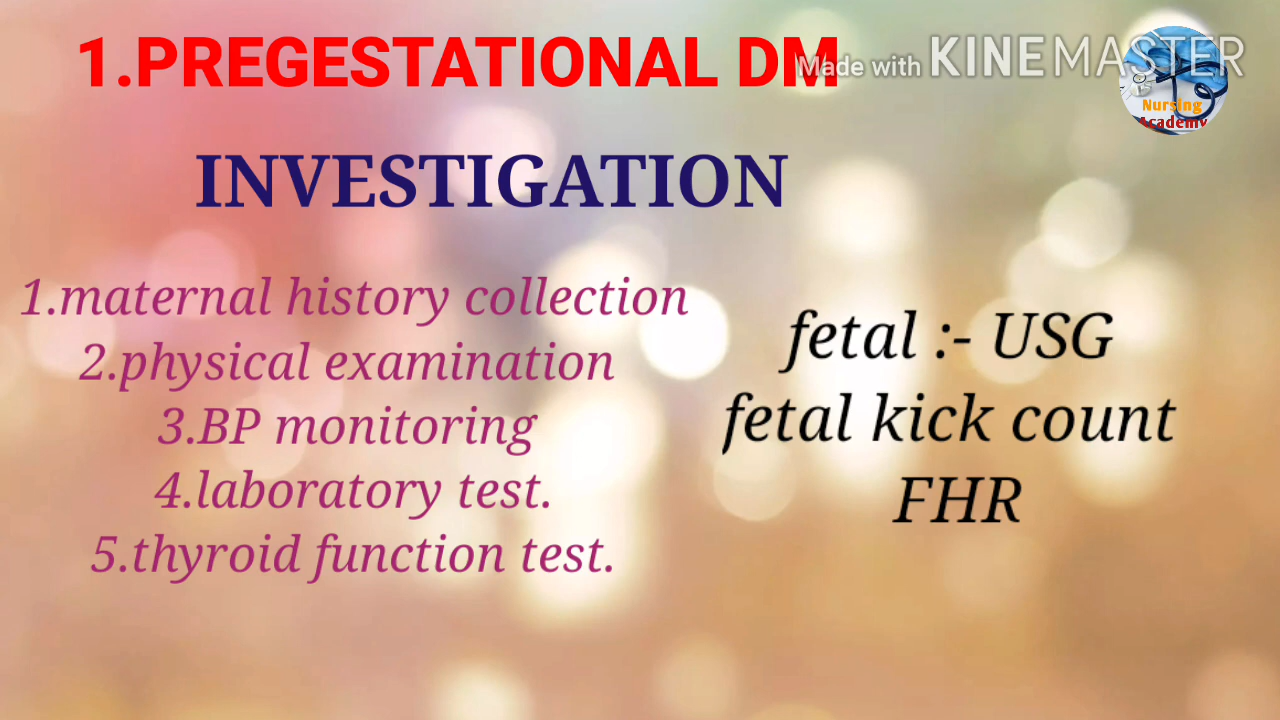 1.PREGESTATIONAL DM
Made with KINEMASTER
Nursing
Academy
INVESTIGATION
1.maternal history collection
2.physical examination
3.BP monitoring
4.laboratory test.
5.thyroid function test.
fetal :- USG
fetal kick count
FHR